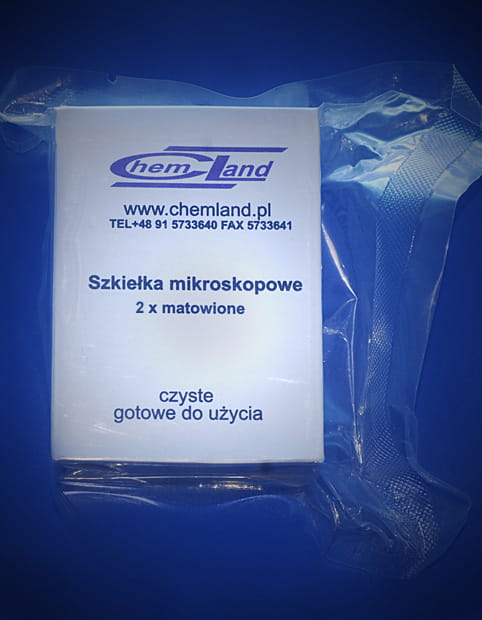 ChemLand
www.chemland.pl
TEL+48 91 5733640 FAX 5733641
Szkiełka mikroskopowe
2 x matowione
czyste
gotowe do użycia